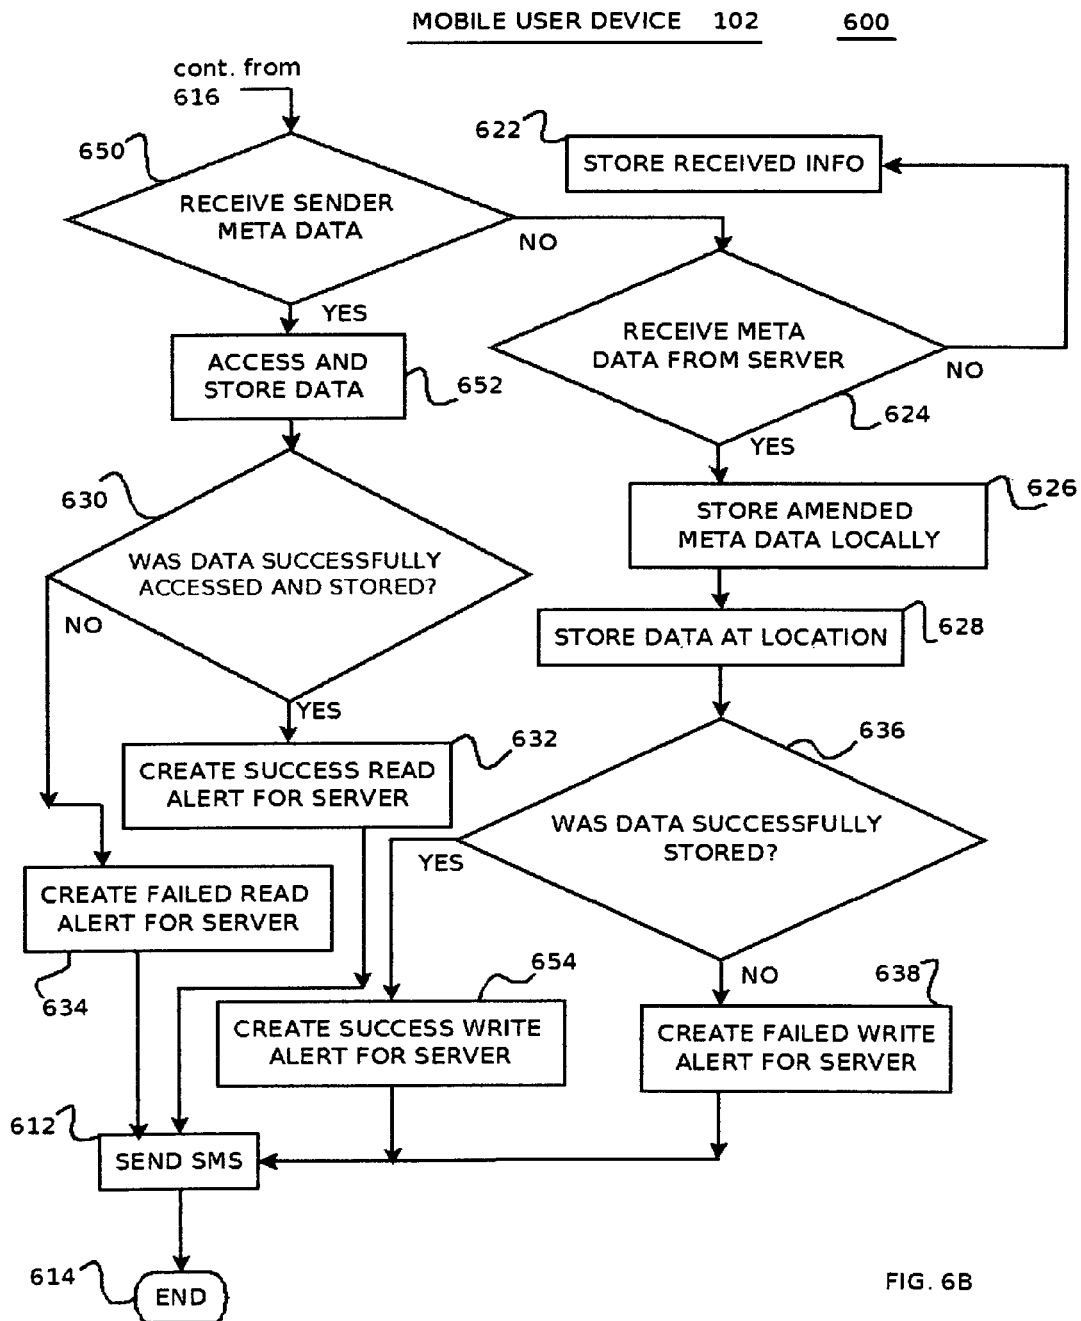 MOBILE USER DEVICE 102 600
cont. from
616
650
RECEIVE SENDER
META DATA
NO
YES
622
STORE RECEIVED INFO
RECEIVE META
DATA FROM SERVER
NO
624
YES
ACCESS AND
STORE DATA
652
626
STORE AMENDED
META DATA LOCALLY
630
WAS DATA SUCCESSFULLY
ACCESSED AND STORED?
NO
YES
STORE DATA AT LOCATION
628
632
CREATE SUCCESS READ
ALERT FOR SERVER
636
WAS DATA SUCCESSFULLY
STORED?
YES
NO
CREATE FAILED READ
ALERT FOR SERVER
634
654
CREATE SUCCESS WRITE
ALERT FOR SERVER
638
CREATE FAILED WRITE
ALERT FOR SERVER
612
SEND SMS
614
END
FIG. 6B